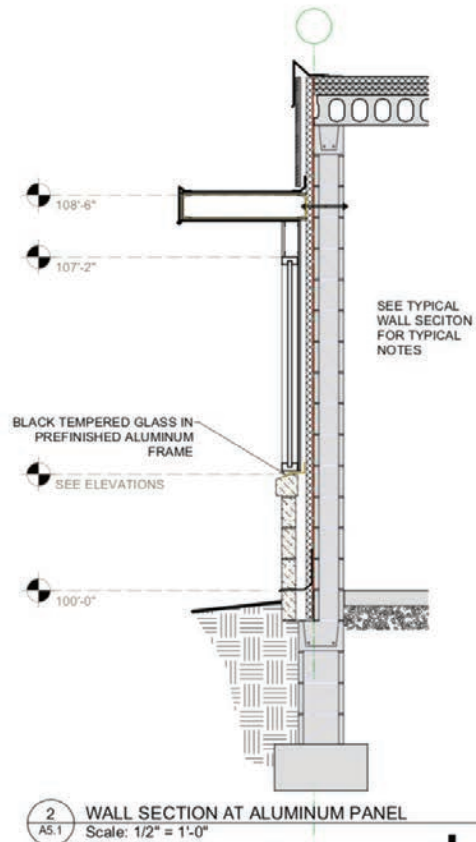 108'-6"
107'-2"
SEE TYPICAL
WALL SECITON
FOR TYPICAL
NOTES
BLACK TEMPERED GLASS IN
PREFINISHED ALUMINUM
FRAME
SEE ELEVATIONS
100'-0"
2
A5.1
WALL SECTION AT ALUMINUM PANEL
Scale: 1/2" = 1'-0"